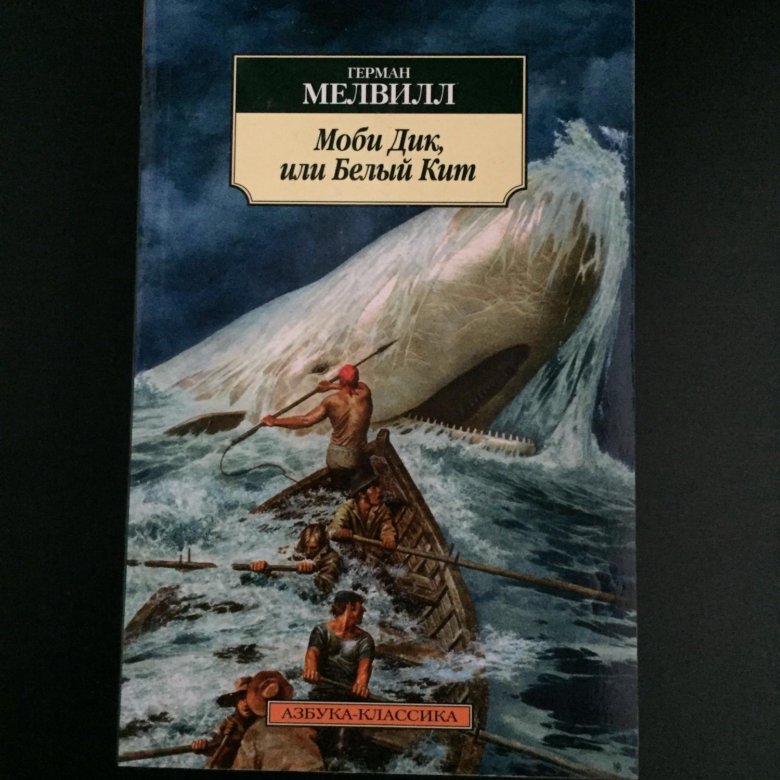 ГЕРМАН
МЕЛВИЛЛ
Моби Дик,
или Белый Кит
АЗБУКА-КЛАССИКА